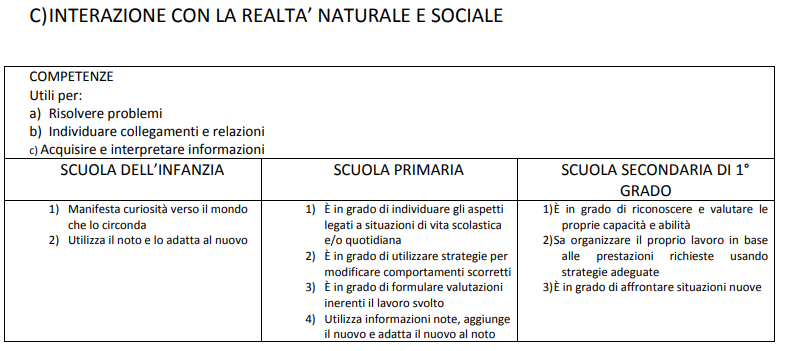 C)INTERAZIONE CON LA REALTA’ NATURALE E SOCIALE
COMPETENZE
Utili per:
a) Risolvere problemi
b) Individuare collegamenti e relazioni
c) Acquisire e interpretare informazioni
SCUOLA DELL’INFANZIA
1) Manifesta curiosità verso il mondo
che lo circonda
2) Utilizza il noto e lo adatta al nuovo
SCUOLA PRIMARIA
1) È in grado di individuare gli aspetti
legati a situazioni di vita scolastica
e/o quotidiana
2) È in grado di utilizzare strategie per
modificare comportamenti scorretti
3) È in grado di formulare valutazioni
inerenti il lavoro svolto
4) Utilizza informazioni note, aggiunge
il nuovo e adatta il nuovo al noto
SCUOLA SECONDARIA DI 1°
GRADO
1)È in grado di riconoscere e valutare le
proprie capacità e abilità
2)Sa organizzare il proprio lavoro in base
alle prestazioni richieste usando
strategie adeguate
3)È in grado di affrontare situazioni nuove